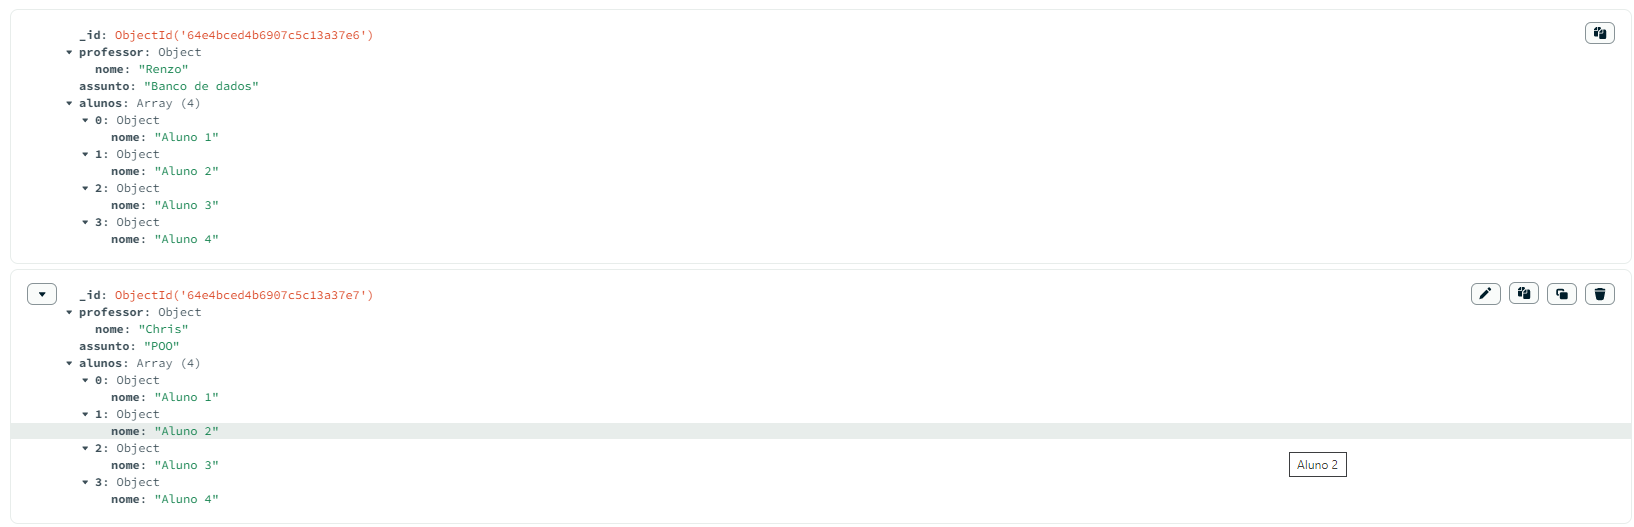 _id: ObjectId('64e4bced4b6907c5c13a37e6')
professor: Object
nome: "Renzo"
assunto: "Banco de dados"
alunos: Array (4)
0: Object
nome: "Aluno 1"
1: Object
nome: "Aluno 2"
2: Object
nome: "Aluno 3"
3: Object
nome: "Aluno 4"
_id: ObjectId('64e4bced4b6907c5c13a37e7')
professor: Object
nome: "Chris"
assunto: "POO"
alunos: Array (4)
0: Object
nome: "Aluno 1"
1: Object
nome: "Aluno 2"
2: Object
nome: "Aluno 3"
Aluno 2
3: Object
nome: "Aluno 4"